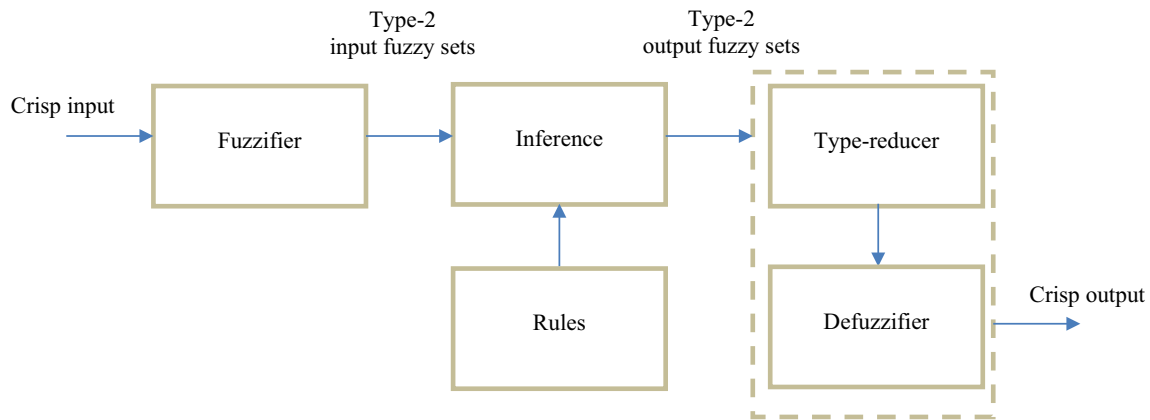 Type-2
input fuzzy sets
Type-2
output fuzzy sets
Crisp input
Fuzzifier
Inference
Type-reducer
Rules
Defuzzifier
Crisp output